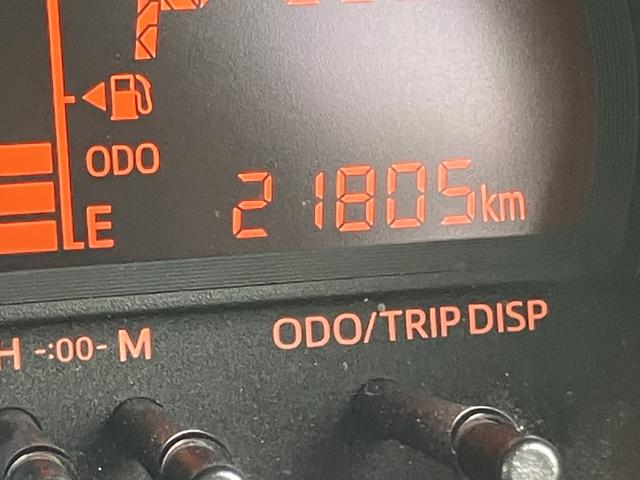 ODO
21805km
E
ODO/TRIP DISP
H -:00- M